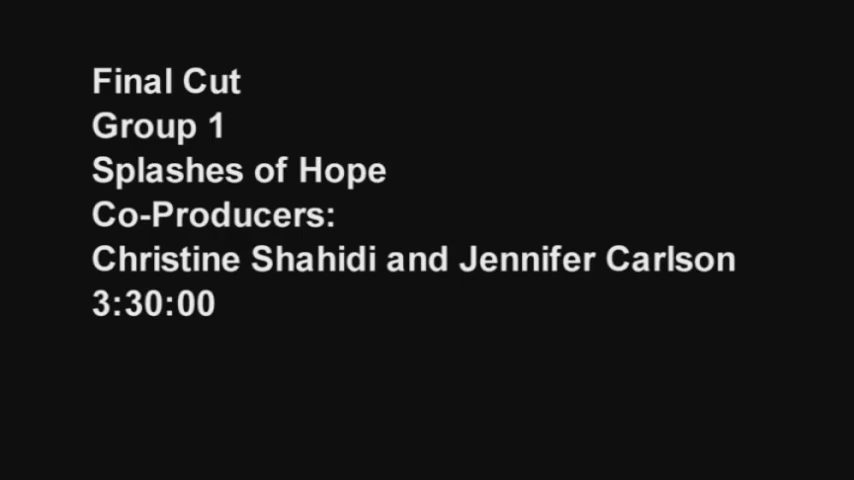 Final Cut
Group 1
Splashes of Hope
Co-Producers:
Christine Shahidi and Jennifer Carlson
3:30:00